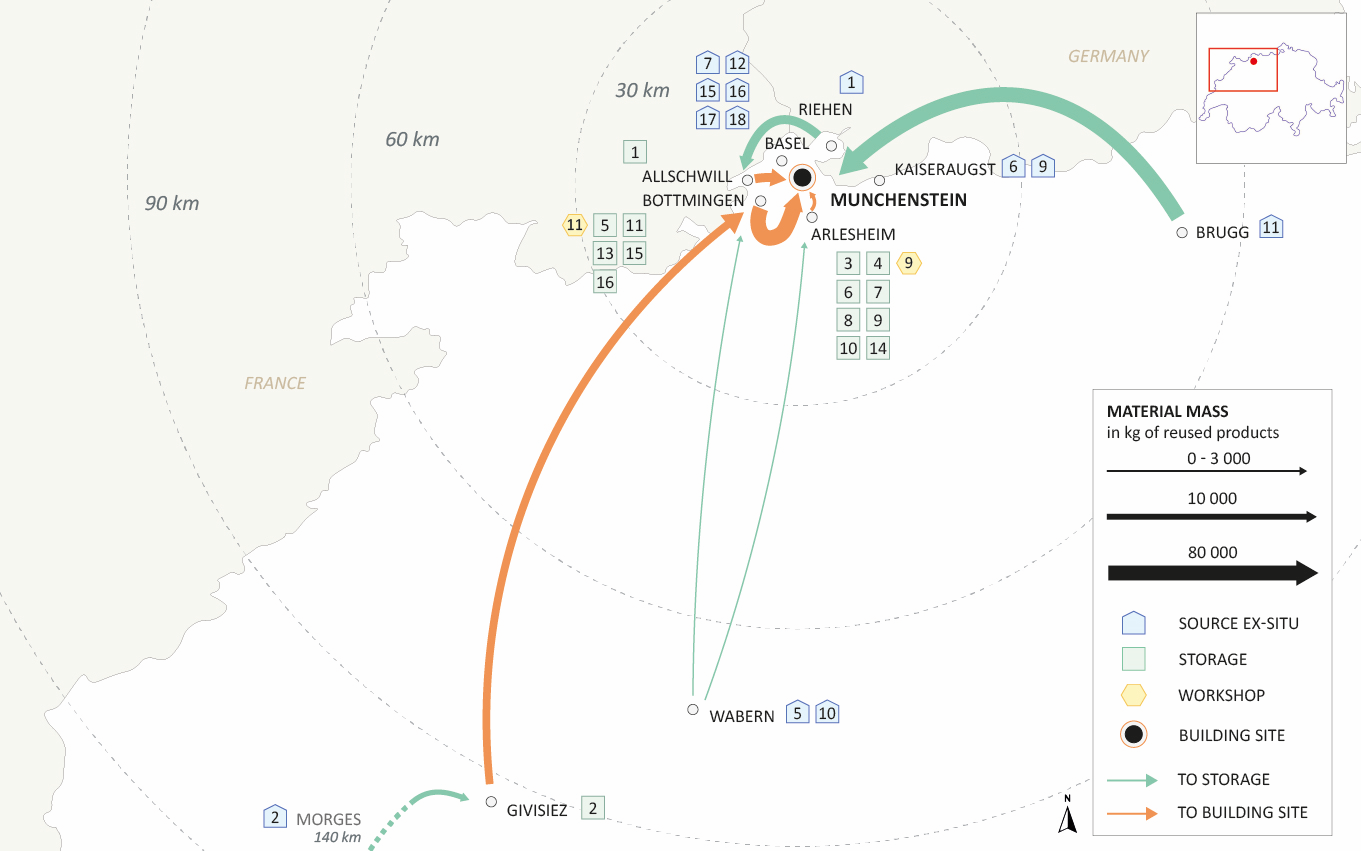 GERMANY
7 12
15 16
17 18
1
30 km
RIEHEN
60 km
BASEL
1
ALLSCHWILL
KAISERAUGST
6 9
90 km
BOTTMINGEN
MUNCHENSTEIN
11
5 11
13 15
16
ARLESHEIM
BRUGG
11
3 4
9
6 7
8 9
10 14
FRANCE
MATERIAL MASS
in kg of reused products
0 - 3 000
10 000
80 000
SOURCE EX-SITU
STORAGE
WORKSHOP
BUILDING SITE
TO STORAGE
TO BUILDING SITE
N
WABERN
5 10
GIVISIEZ
2
2
MORGES
140 km